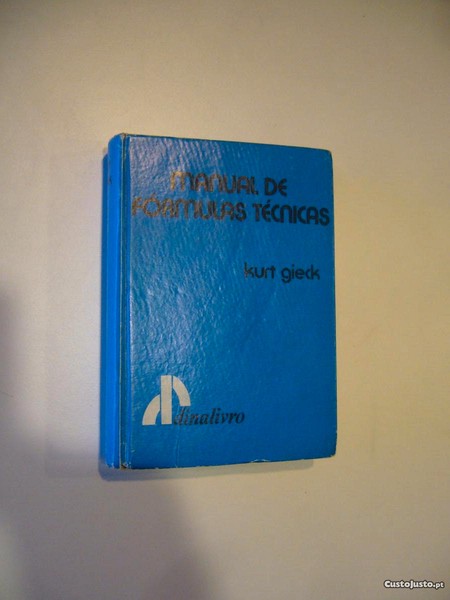 MANUAL DE
FÓRMULAS TÉCNICAS
kurt gieck
dinalivro
CustoJusto.pt